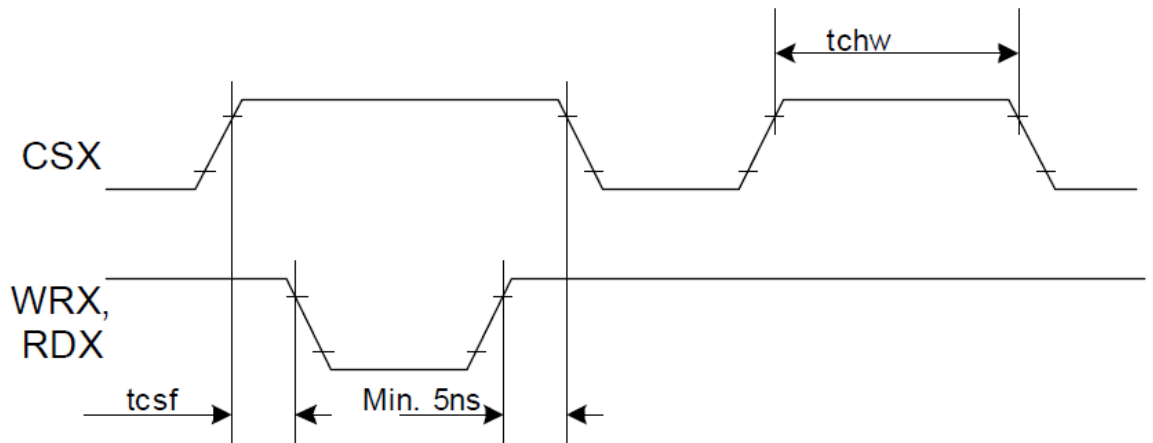 tchw
CSX
WRX,
RDX
tcsf
Min. 5ns